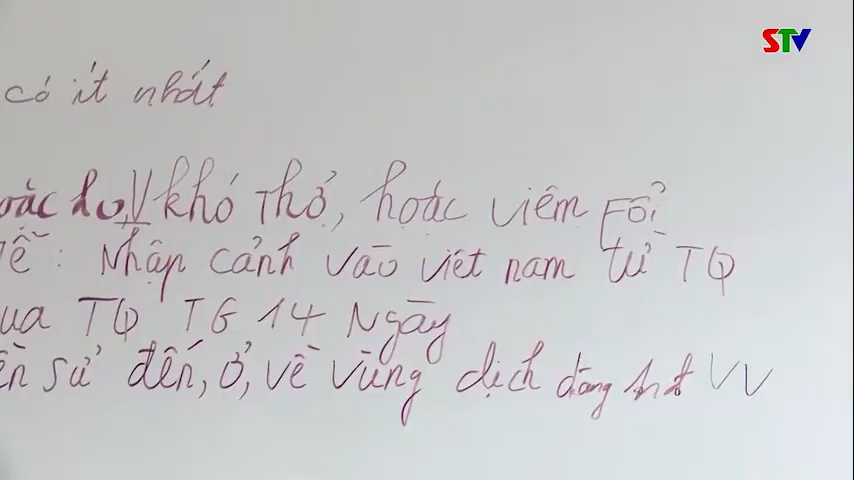 STV
có ít nhất
oặc ho, khó Thở, hoặc viêm Fổi
tễ: Nhập cảnh vào việt nam từ TQ
ua TQ TG 14 Ngày
ền sử đến, ở, về vùng dịch đang